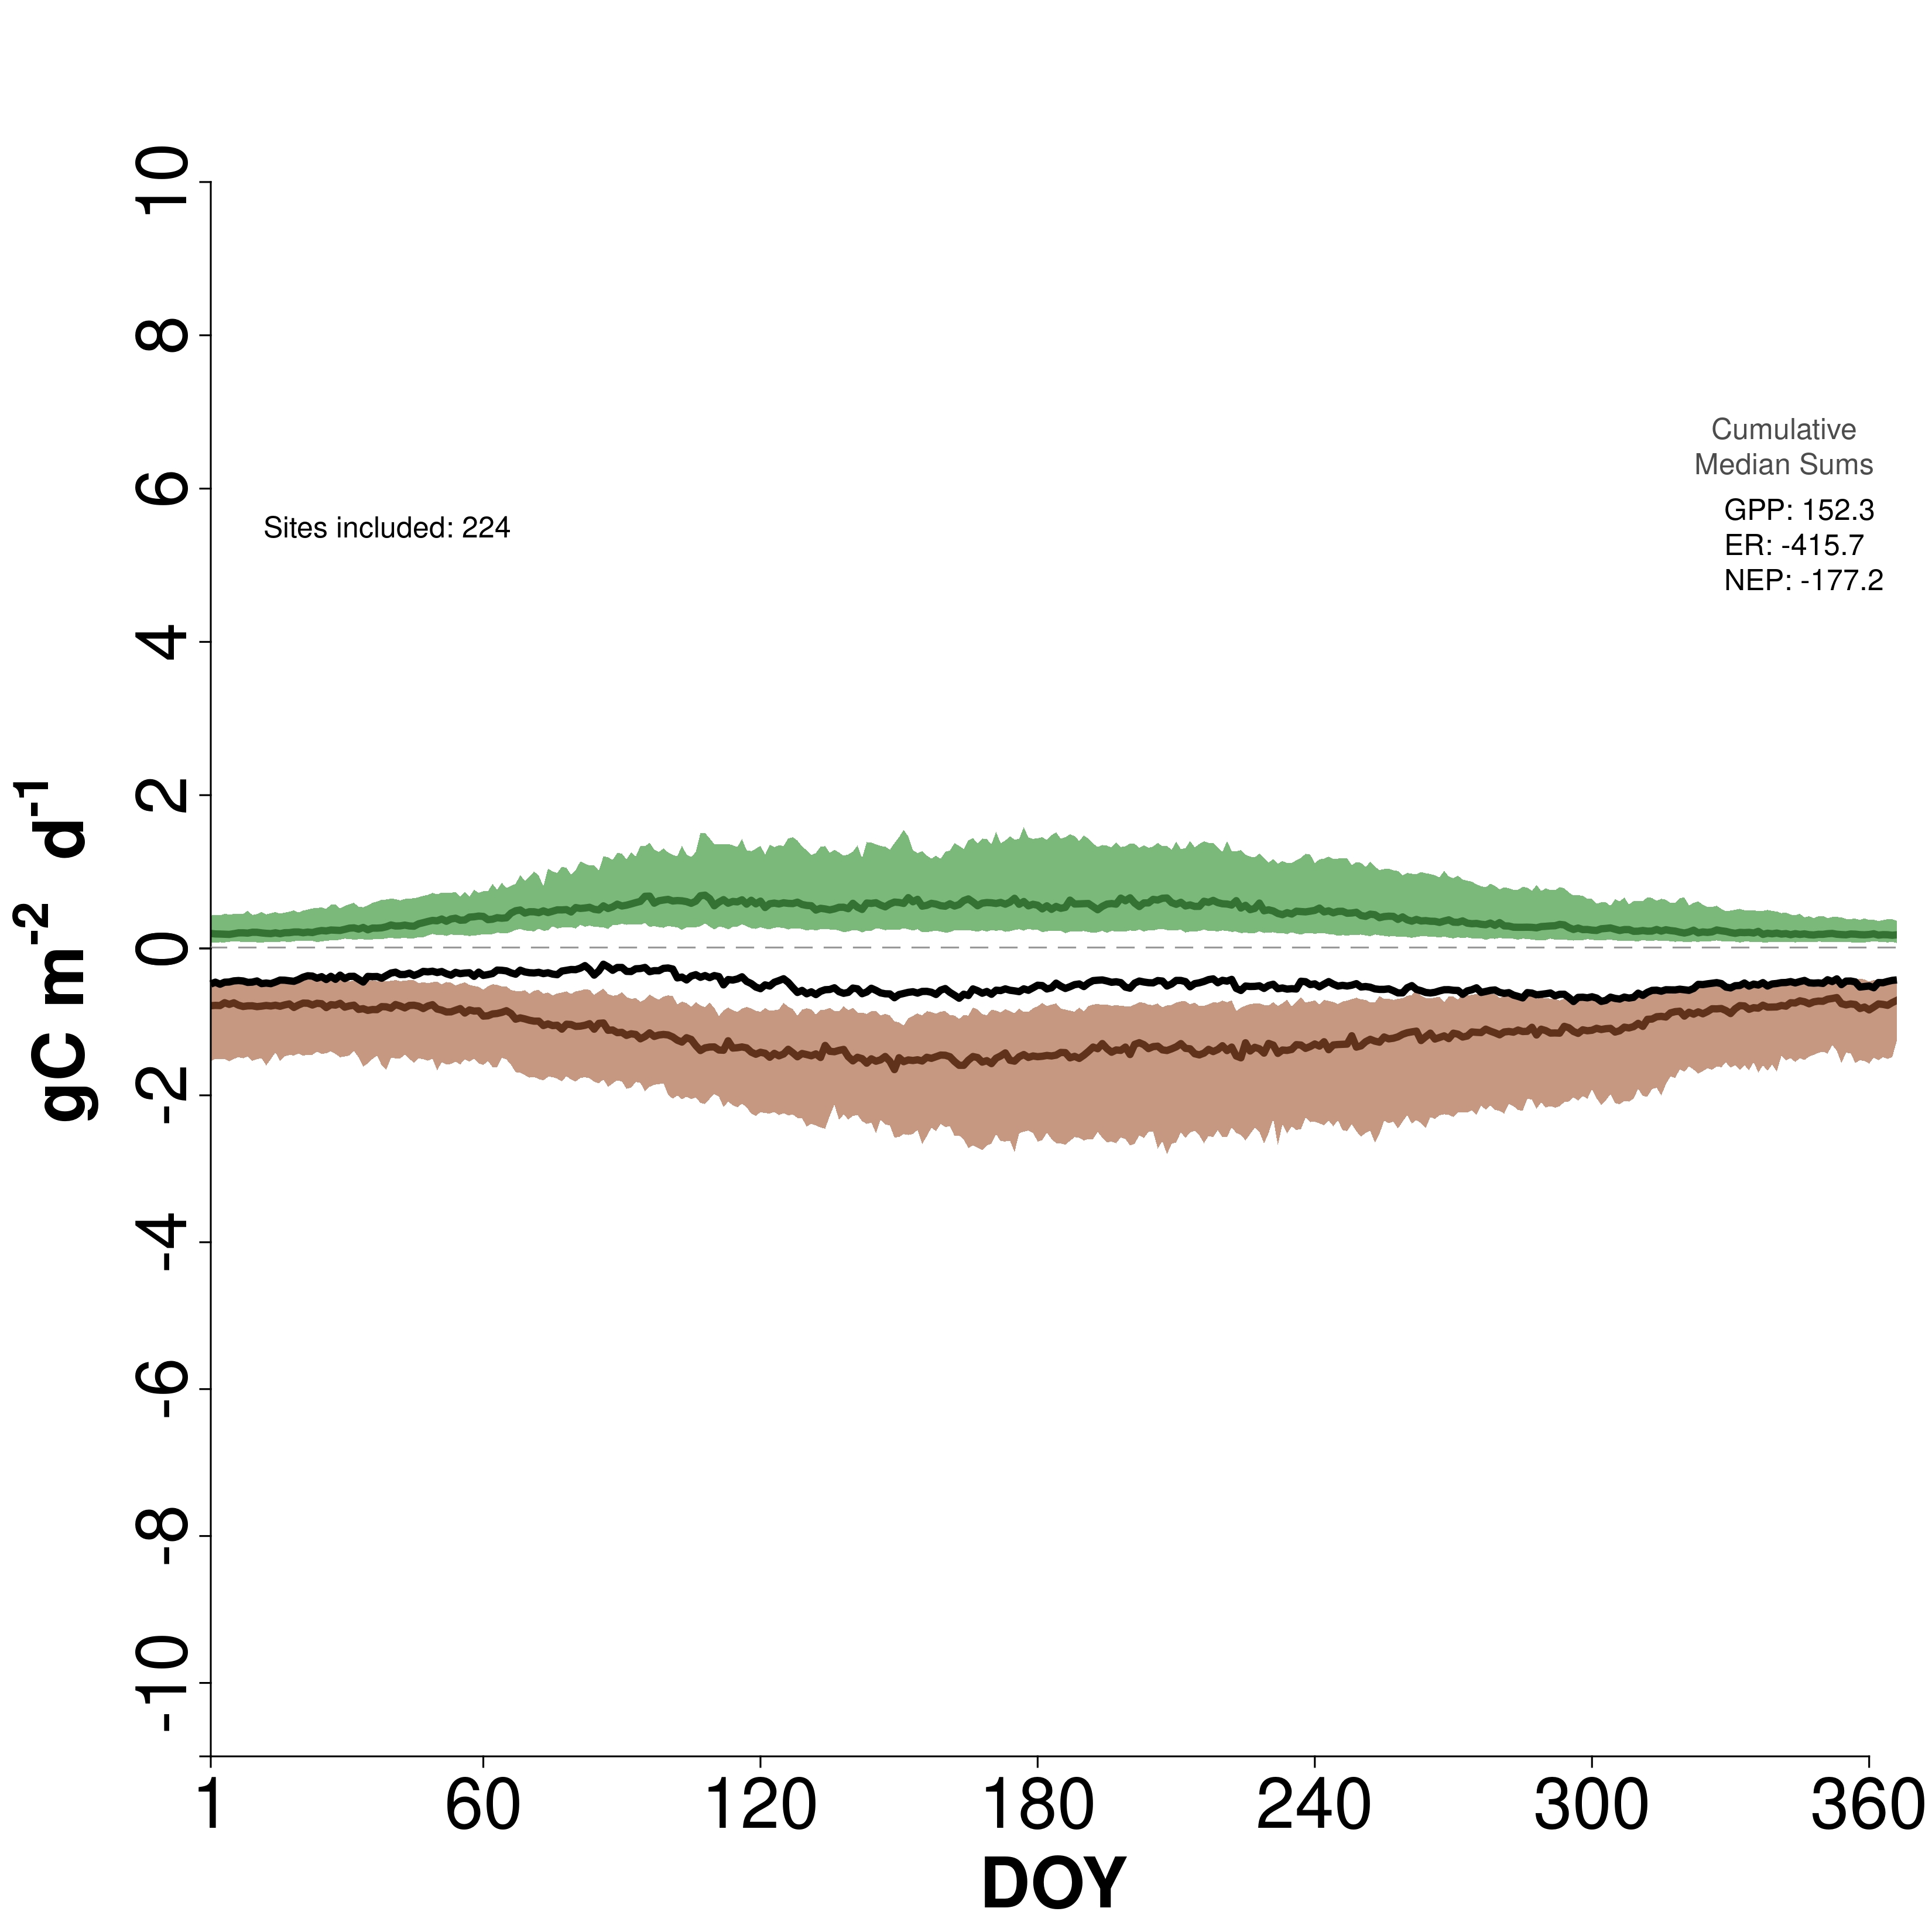 10
8
6
4
2
0
-2
-4
-6
-8
-10
gC m-2 d-1
Sites included: 224
Cumulative
Median Sums
GPP: 152.3
ER: -415.7
NEP: -177.2
1 60 120 180 240 300 360
DOY